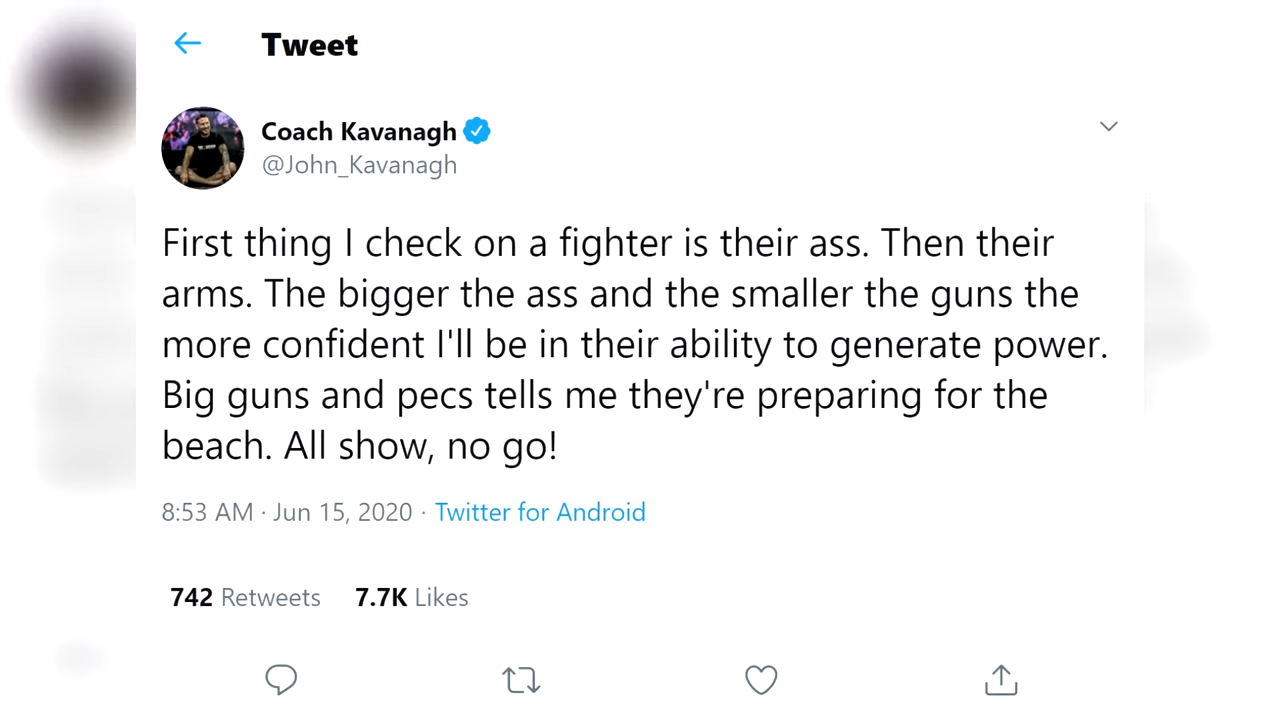 Tweet
Coach Kavanagh
@John_Kavanagh
First thing I check on a fighter is their ass. Then their
arms. The bigger the ass and the smaller the guns the
more confident I'll be in their ability to generate power.
Big guns and pecs tells me they're preparing for the
beach. All show, no go!
8:53 AM · Jun 15, 2020 · Twitter for Android
742 Retweets 7.7K Likes